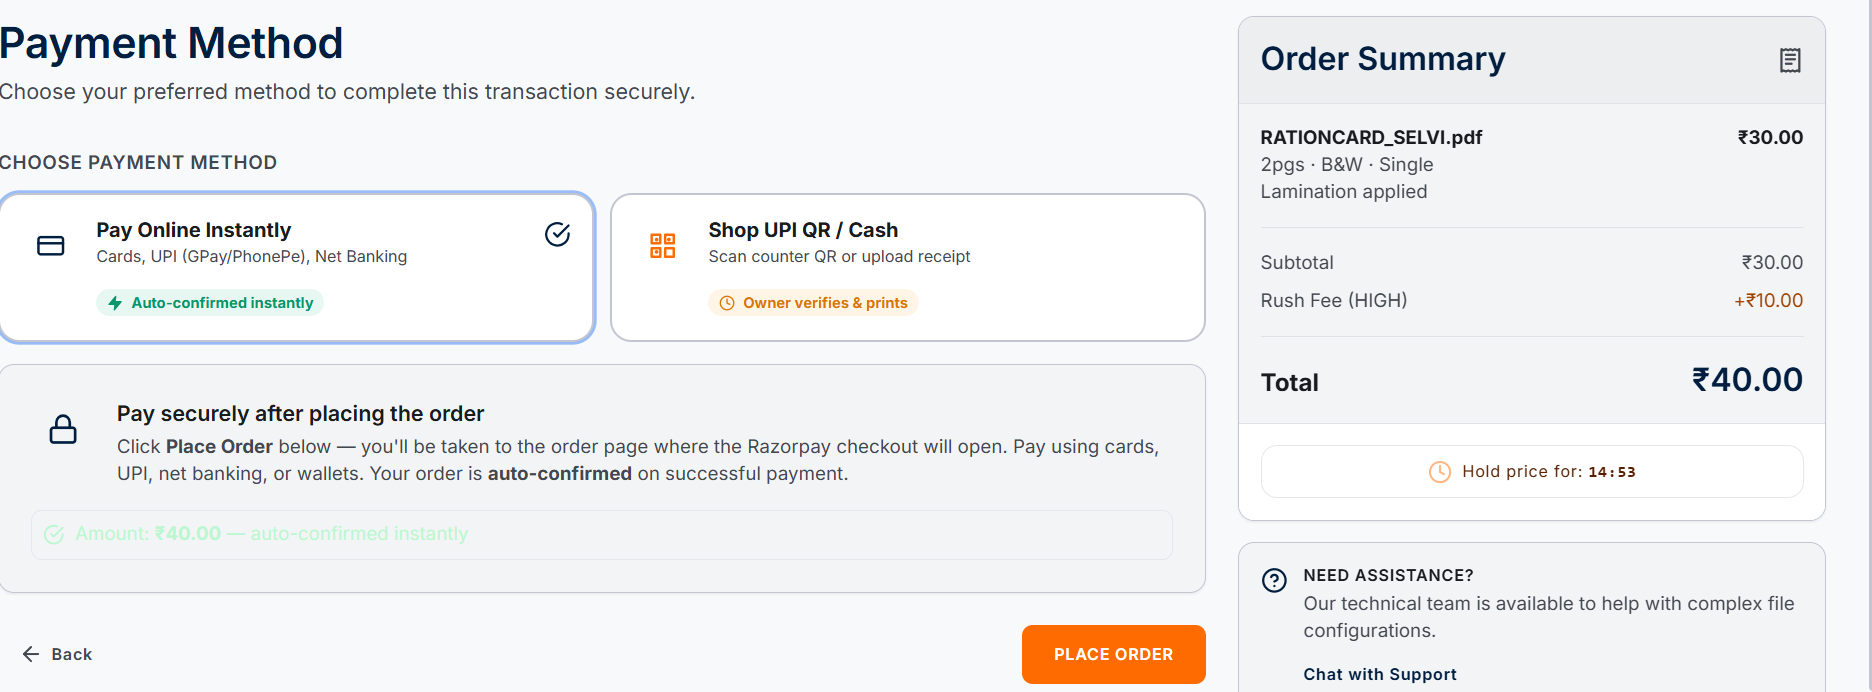 Payment Method
Choose your preferred method to complete this transaction securely.
CHOOSE PAYMENT METHOD
Pay Online Instantly
Cards, UPI (GPay/PhonePe), Net Banking
Auto-confirmed instantly
Shop UPI QR / Cash
Scan counter QR or upload receipt
Owner verifies & prints
Pay securely after placing the order
Click Place Order below — you'll be taken to the order page where the Razorpay checkout will open. Pay using cards,
UPI, net banking, or wallets. Your order is auto-confirmed on successful payment.
Amount: ₹40.00 — auto-confirmed instantly
Back
PLACE ORDER
Order Summary
RATIONCARD_SELVI.pdf ₹30.00
2pgs · B&W · Single
Lamination applied
Subtotal ₹30.00
Rush Fee (HIGH) +₹10.00
Total ₹40.00
Hold price for: 14:53
NEED ASSISTANCE?
Our technical team is available to help with complex file
configurations.
Chat with Support